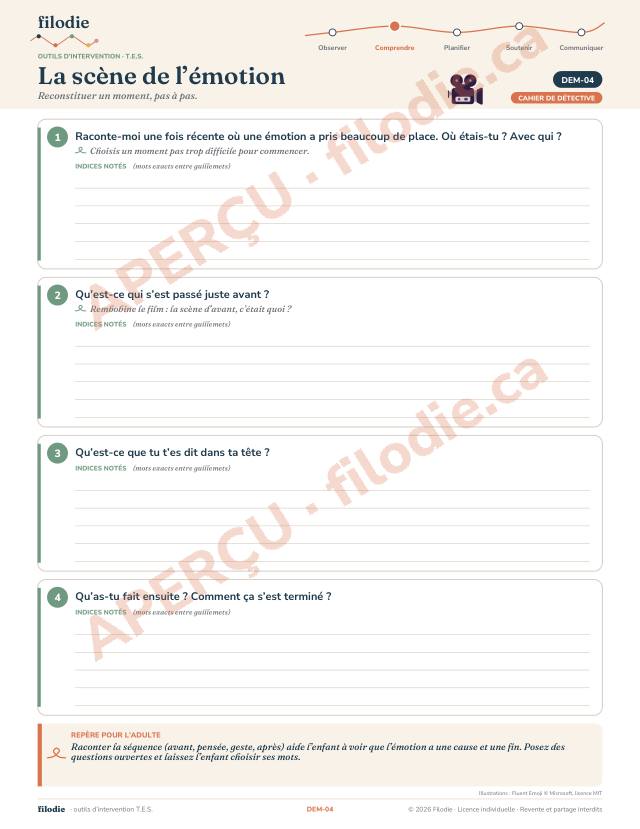 filodie
OUTILS D'INTERVENTION · T.E.S.
Observer
Comprendre
Planifier
Soutenir
Communiquer
La scène de l’émotion
Reconstituer un moment, pas à pas.
DEM-04
CAHIER DE DÉTECTIVE
1
Raconte-moi une fois récente où une émotion a pris beaucoup de place. Où étais-tu ? Avec qui ?
Choisis un moment pas trop difficile pour commencer.
INDICES NOTÉS (mots exacts entre guillemets)
2
Qu’est-ce qui s’est passé juste avant ?
Rembobine le film : la scène d’avant, c’était quoi ?
INDICES NOTÉS (mots exacts entre guillemets)
3
Qu’est-ce que tu t’es dit dans ta tête ?
INDICES NOTÉS (mots exacts entre guillemets)
4
Qu’as-tu fait ensuite ? Comment ça s’est terminé ?
INDICES NOTÉS (mots exacts entre guillemets)
APERÇU · filodie.ca
APERÇU · filodie.ca
REPÈRE POUR L’ADULTE
Raconter la séquence (avant, pensée, geste, après) aide l’enfant à voir que l’émotion a une cause et une fin. Posez des
questions ouvertes et laissez l’enfant choisir ses mots.
Illustrations : Fluent Emoji © Microsoft, licence MIT
filodie · outils d’intervention T.E.S.
DEM-04
© 2026 Filodie · Licence individuelle · Revente et partage interdits